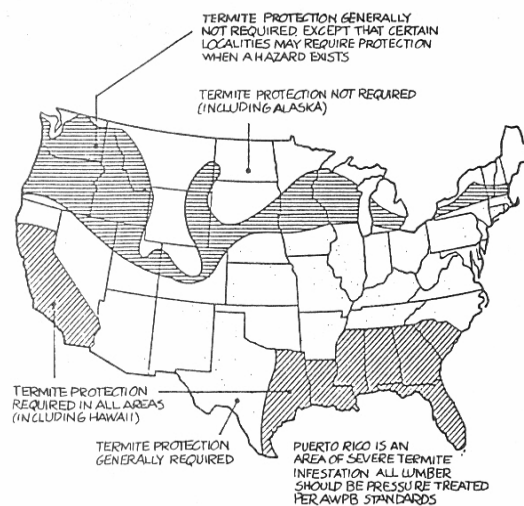 TERMITE PROTECTION GENERALLY
NOT REQUIRED, EXCEPT THAT CERTAIN
LOCALITIES MAY REQUIRE PROTECTION
WHEN A HAZARD EXISTS
TERMITE PROTECTION NOT REQUIRED
(INCLUDING ALASKA)
TERMITE PROTECTION
REQUIRED IN ALL AREAS
(INCLUDING HAWAII)
TERMITE PROTECTION
GENERALLY REQUIRED
PUERTO RICO IS AN
AREA OF SEVERE TERMITE
INFESTATION ALL LUMBER
SHOULD BE PRESSURE TREATED
PER AWPB STANDARDS